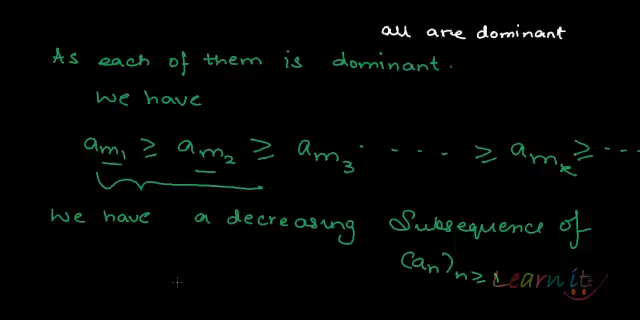 all are dominant
As each of them is dominant.
We have
a_{m_1} ≥ a_{m_2} ≥ a_{m_3} . - - - . ≥ a_{m_k} ≥ ...
We have a decreasing Subsequence of
(a_n)_{n≥1}
Learnit